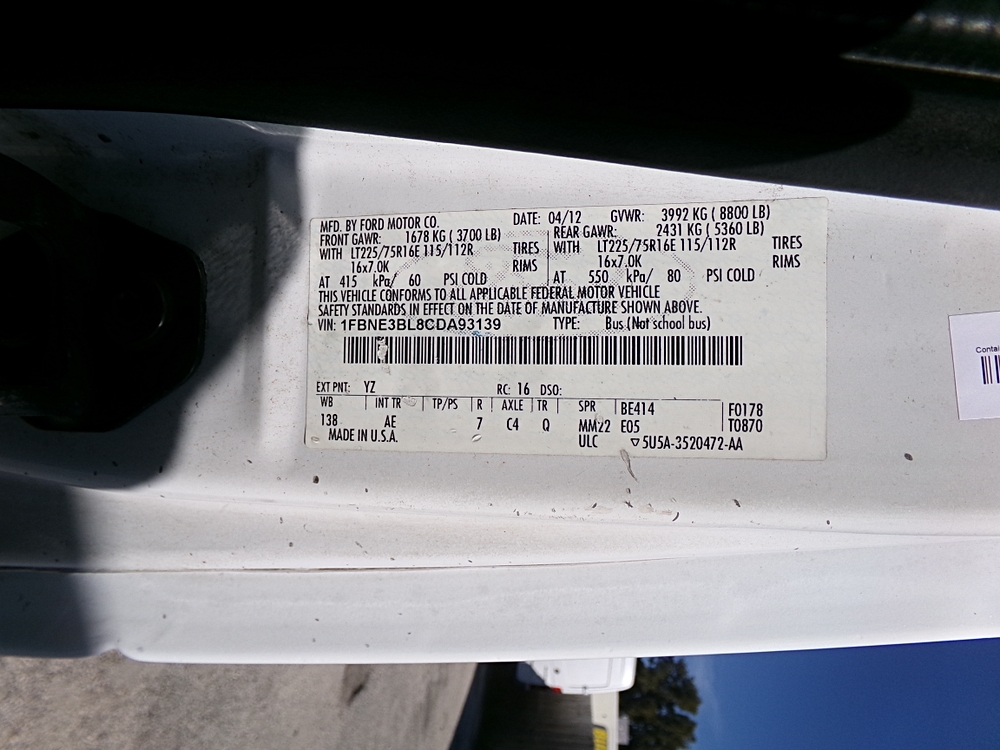 MFD. BY FORD MOTOR CO. DATE: 04/12 GVWR: 3992 KG ( 8800 LB)
FRONT GAWR: 1678 KG ( 3700 LB) REAR GAWR: 2431 KG ( 5360 LB)
WITH LT225/75R16E 115/112R TIRES WITH LT225/75R16E 115/112R TIRES
16x7.0K RIMS 16x7.0K RIMS
AT 415 kPa/ 60 PSI COLD AT 550 kPa/ 80 PSI COLD
THIS VEHICLE CONFORMS TO ALL APPLICABLE FEDERAL MOTOR VEHICLE
SAFETY STANDARDS IN EFFECT ON THE DATE OF MANUFACTURE SHOWN ABOVE.
VIN: 1FBNE3BL8CDA93139 TYPE: Bus (Not school bus)
EXT PNT: YZ RC: 16 DSO:
WB INT TR TP/PS R AXLE TR SPR BE414 F0178
138 AE 7 C4 Q MM22 E05 T0870
MADE IN U.S.A. ULC ▽5U5A-3520472-AA